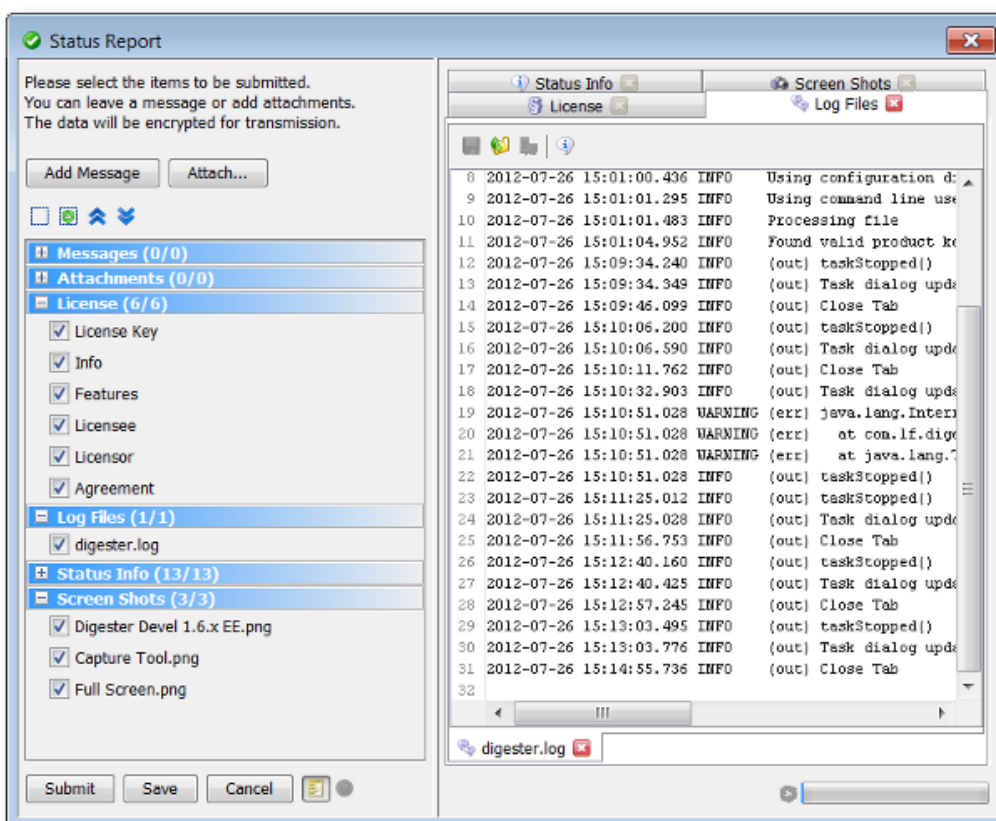 Status Report
Please select the items to be submitted.
You can leave a message or add attachments.
The data will be encrypted for transmission.
Add Message
Attach...
Messages (0/0)
Attachments (0/0)
License (6/6)
License Key
Info
Features
Licensee
Licensor
Agreement
Log Files (1/1)
digester.log
Status Info (13/13)
Screen Shots (3/3)
Digester Devel 1.6.x EE.png
Capture Tool.png
Full Screen.png
Submit
Save
Cancel
Status Info
Screen Shots
License
Log Files
8 2012-07-26 15:01:00.436 INFO Using configuration d
9 2012-07-26 15:01:01.295 INFO Using command line use
10 2012-07-26 15:01:01.483 INFO Processing file
11 2012-07-26 15:01:04.952 INFO Found valid product ke
12 2012-07-26 15:09:34.240 INFO (out) taskStopped()
13 2012-07-26 15:09:34.349 INFO (out) Task dialog upda
14 2012-07-26 15:09:46.099 INFO (out) Close Tab
15 2012-07-26 15:10:06.200 INFO (out) taskStopped()
16 2012-07-26 15:10:06.590 INFO (out) Task dialog upda
17 2012-07-26 15:10:11.762 INFO (out) Close Tab
18 2012-07-26 15:10:32.903 INFO (out) Task dialog upda
19 2012-07-26 15:10:51.028 WARNING (err) java.lang.Interr
20 2012-07-26 15:10:51.028 WARNING (err) at com.lf.dige
21 2012-07-26 15:10:51.028 WARNING (err) at java.lang.T
22 2012-07-26 15:10:51.028 INFO (out) taskStopped()
23 2012-07-26 15:11:25.012 INFO (out) taskStopped()
24 2012-07-26 15:11:25.028 INFO (out) Task dialog upda
25 2012-07-26 15:11:56.753 INFO (out) Close Tab
26 2012-07-26 15:12:40.160 INFO (out) taskStopped()
27 2012-07-26 15:12:40.425 INFO (out) Task dialog upda
28 2012-07-26 15:12:57.245 INFO (out) Close Tab
29 2012-07-26 15:13:03.495 INFO (out) taskStopped()
30 2012-07-26 15:13:03.776 INFO (out) Task dialog upda
31 2012-07-26 15:14:55.736 INFO (out) Close Tab
32
digester.log